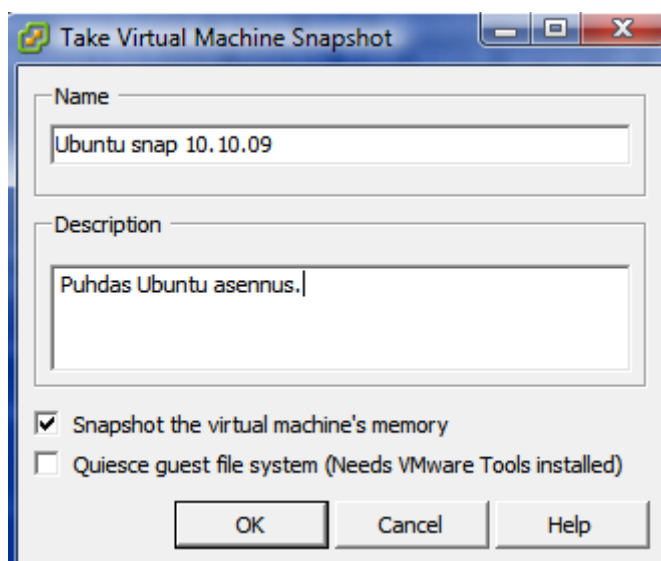 Take Virtual Machine Snapshot
Name
Ubuntu snap 10.10.09
Description
Puhdas Ubuntu asennus.
Snapshot the virtual machine's memory
Quiesce guest file system (Needs VMware Tools installed)
OK Cancel Help